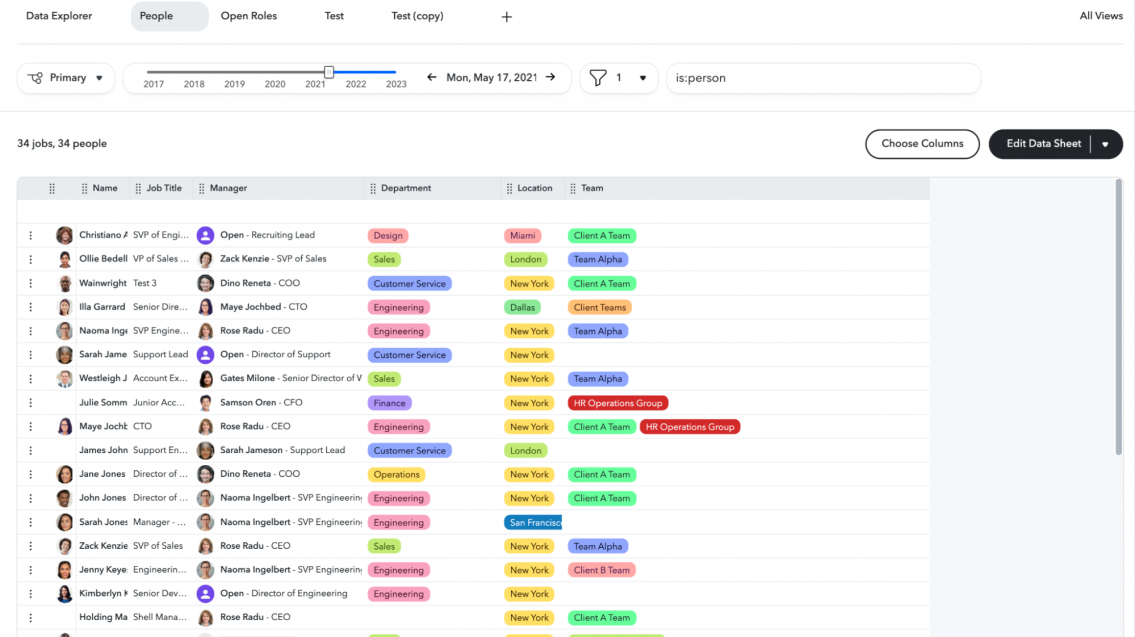 Data Explorer People Open Roles Test Test (copy) + All Views
Primary 2017 2018 2019 2020 2021 2022 2023 Mon, May 17, 2021 1 is:person
34 jobs, 34 people Choose Columns Edit Data Sheet
Name Job Title Manager Department Location Team
Christiano SVP of Engi... Open - Recruiting Lead Design Miami Client A Team
Ollie Bedell VP of Sales ... Zack Kenzie - SVP of Sales Sales London Team Alpha
Wainwright Test 3 Dino Reneta - COO Customer Service New York Client A Team
Illa Garrard Senior Dire... Maye Jochbed - CTO Engineering Dallas Client Teams
Naoma Inge SVP Engine... Rose Radu - CEO Engineering New York Team Alpha
Sarah Jame Support Lead Open - Director of Support Customer Service New York
Westleigh J Account Ex... Gates Milone - Senior Director of Sales New York Team Alpha
Julie Somm Junior Acc... Samson Oren - CFO Finance New York HR Operations Group
Maye Jochb CTO Rose Radu - CEO Engineering New York Client A Team HR Operations Group
James John Support En... Sarah Jameson - Support Lead Customer Service London
Jane Jones Director of ... Dino Reneta - COO Operations New York Client A Team
John Jones Director of ... Naoma Ingelbert - SVP Engineering Engineering New York Client A Team
Sarah Jones Manager - ... Naoma Ingelbert - SVP Engineering Engineering San Francisco
Zack Kenzie SVP of Sales Rose Radu - CEO Sales New York Team Alpha
Jenny Keye Engineerin... Naoma Ingelbert - SVP Engineering Engineering New York Client B Team
Kimberlyn Senior Dev... Open - Director of Engineering Engineering New York
Holding Ma Shell Mana... Rose Radu - CEO New York Client A Team